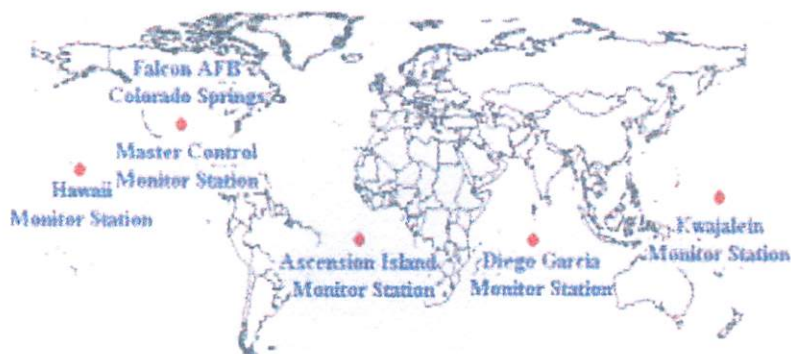 Falcon AFB
Colorado Springs
Master Control
Monitor Station
Hawaii
Monitor Station
Ascension Island
Monitor Station
Diego Garcia
Monitor Station
Kwajalein
Monitor Station